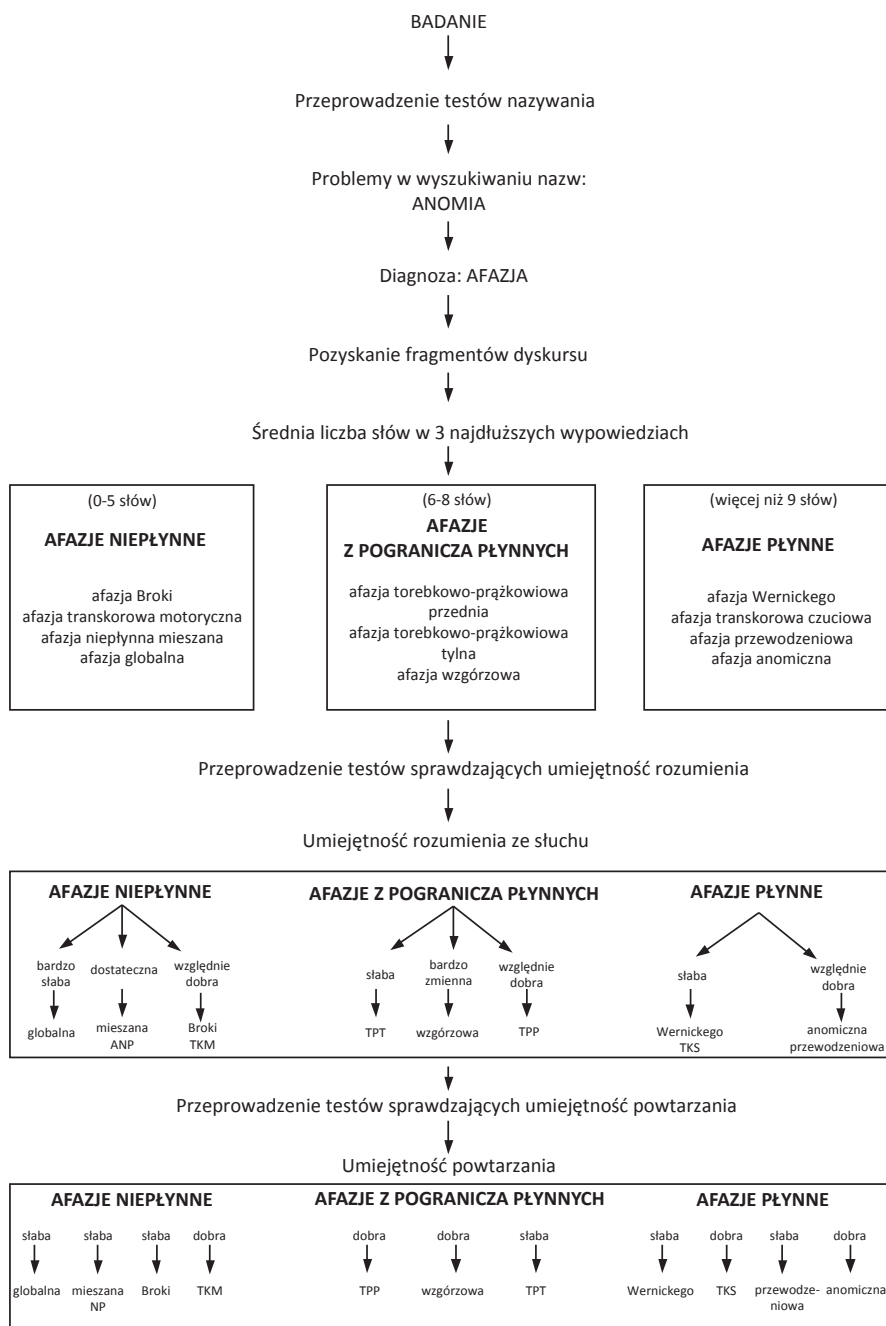 BADANIE
Przeprowadzenie testów nazywania
Problemy w wyszukiwaniu nazw:
ANOMIA
Diagnoza: AFAZJA
Pozyskanie fragmentów dyskursu
Średnia liczba słów w 3 najdłuższych wypowiedziach
(0-5 słów)
AFAZJE NIEPŁYNNE
afazja Broki
afazja transkorowa motoryczna
afazja niepłynna mieszana
afazja globalna
(6-8 słów)
AFAZJE
Z POGRANICZA PŁYNNYCH
afazja torebkowo-prążkowiowa
przednia
afazja torebkowo-prążkowiowa
tylna
afazja wzgórzowa
(więcej niż 9 słów)
AFAZJE PŁYNNE
afazja Wernickego
afazja transkorowa czuciowa
afazja przewodzeniowa
afazja anomiczna
Przeprowadzenie testów sprawdzających umiejętność rozumienia
Umiejętność rozumienia ze słuchu
AFAZJE NIEPŁYNNE
bardzo
słaba
dostateczna
względnie
dobra
globalna
mieszana
ANP
Broki
TKM
AFAZJE Z POGRANICZA PŁYNNYCH
słaba
bardzo
zmienna
względnie
dobra
TPT
wzgórzowa
TPP
AFAZJE PŁYNNE
słaba
względnie
dobra
Wernickego
TKS
anomiczna
przewodzeniowa
Przeprowadzenie testów sprawdzających umiejętność powtarzania
Umiejętność powtarzania
AFAZJE NIEPŁYNNE
słaba słaba słaba dobra
globalna mieszana Broki TKM
NP
AFAZJE Z POGRANICZA PŁYNNYCH
dobra dobra słaba
TPP wzgórzowa TPT
AFAZJE PŁYNNE
słaba dobra słaba dobra
Wernickego TKS przewodze- anomiczna
niowa